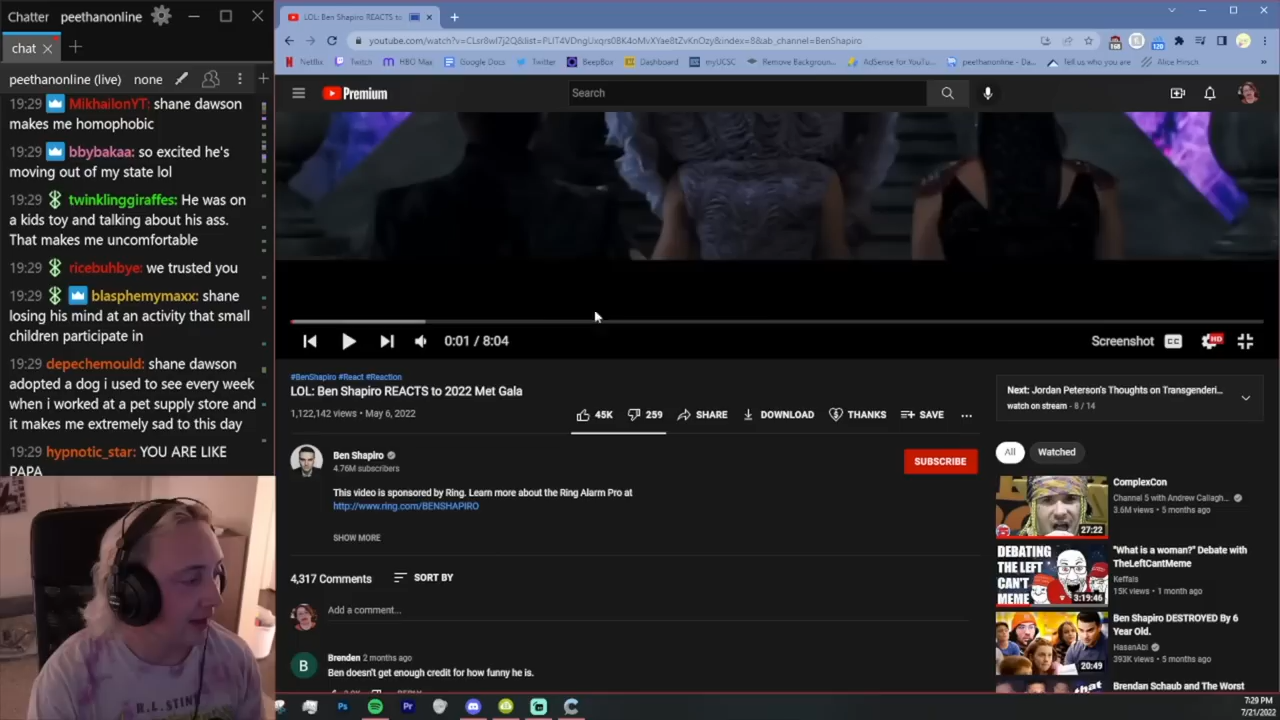 Chatter peethanonline
chat
peethanonline (live) none
19:29 MikhailonYT: shane dawson
makes me homophobic
19:29 bbybakaa: so excited he's
moving out of my state lol
19:29 twinklinggiraffes: He was on
a kids toy and talking about his ass.
That makes me uncomfortable
19:29 ricebuhbye: we trusted you
19:29 blasphemymaxx: shane
losing his mind at an activity that small
children participate in
19:29 depechemould: shane dawson
adopted a dog i used to see every week
when i worked at a pet supply store and
it makes me extremely sad to this day
19:29 hypnotic_star: YOU ARE LIKE
PAPA
R.L.STINE
LOL: Ben Shapiro REACTS to
Netflix Twitch HBO Max Google Docs Twitter BeepBox Dashboard myUCSC Remove Backgroun... AdSense for YouTub... peethanonline - Da... Tell us who you are Alice Hirsch
Premium
Search
0:01 / 8:04
Screenshot CC HD
#BenShapiro #React #Reaction
LOL: Ben Shapiro REACTS to 2022 Met Gala
1,122,142 views • May 6, 2022
45K 259 SHARE DOWNLOAD THANKS SAVE
Ben Shapiro
4.76M subscribers
SUBSCRIBE
This video is sponsored by Ring. Learn more about the Ring Alarm Pro at
http://www.ring.com/BENSHAPIRO
SHOW MORE
4,317 Comments SORT BY
Add a comment...
B
Brenden 2 months ago
Ben doesn't get enough credit for how funny he is.
Next: Jordan Peterson's Thoughts on Transgenderi...
watch on stream - 8 / 14
All Watched
ComplexCon
Channel 5 with Andrew Callagh...
3.6M views • 5 months ago
27:22
DEBATING
THE LEFT
CAN'T
MEME
3:19:46
"What is a woman?" Debate with
TheLeftCantMeme
Keffals
15K views • 1 month ago
Ben Shapiro DESTROYED By 6
Year Old.
HasanAbi
393K views • 5 months ago
20:49
Brendan Schaub and The Worst
7:29 PM
7/21/2022